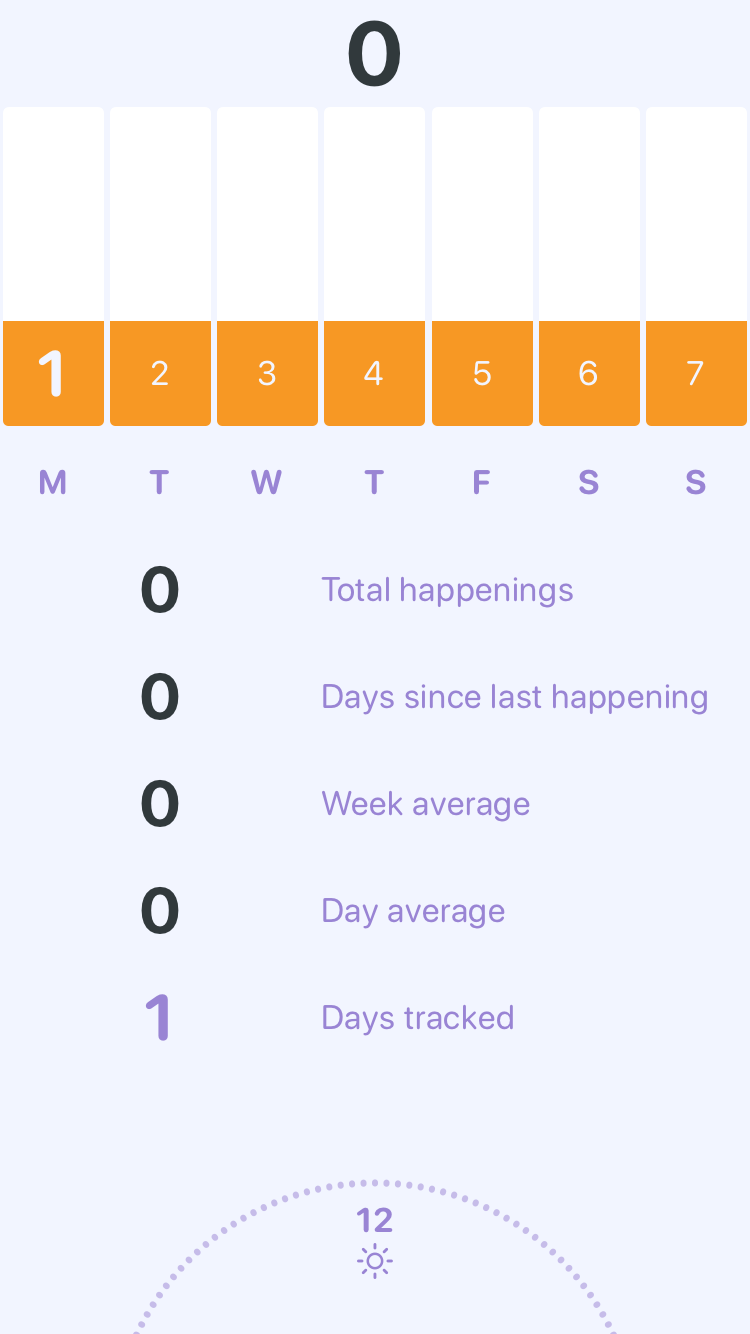 0
1 2 3 4 5 6 7
M T W T F S S
0 Total happenings
0 Days since last happening
0 Week average
0 Day average
1 Days tracked
12